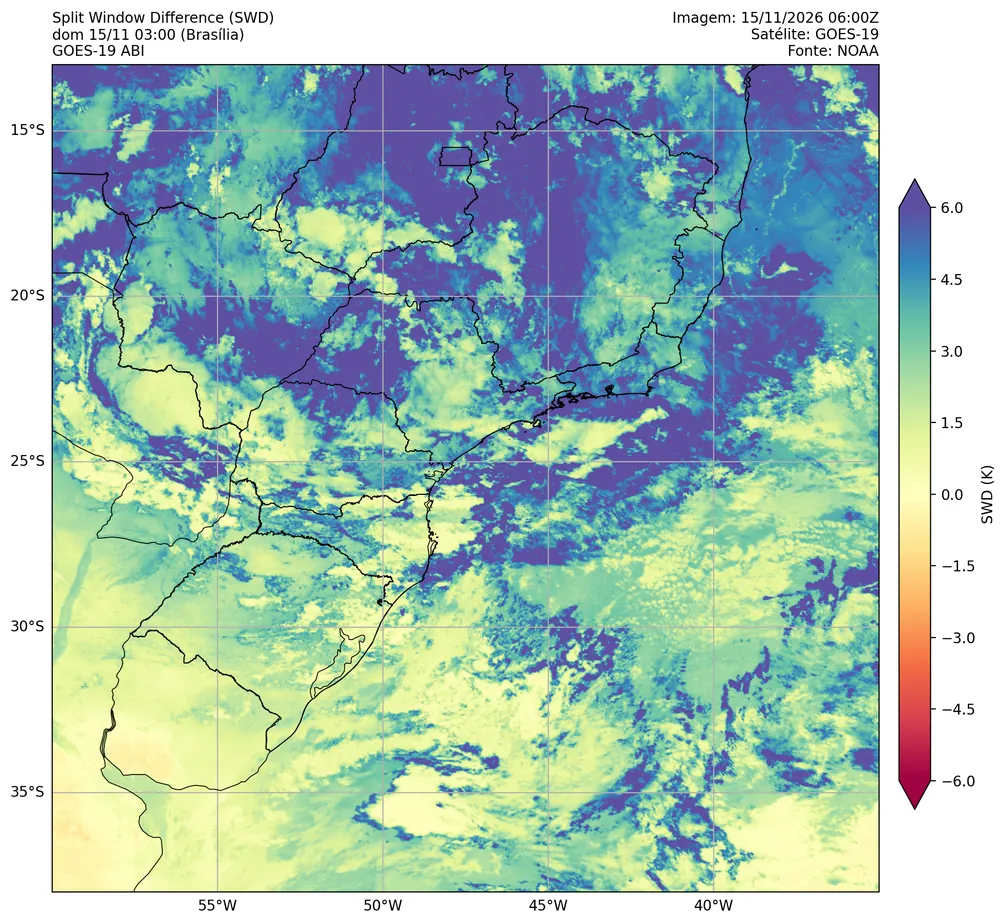 Split Window Difference (SWD)
dom 15/11 03:00 (Brasília)
GOES-19 ABI
Imagem: 15/11/2026 06:00Z
Satélite: GOES-19
Fonte: NOAA
15°S
20°S
25°S
30°S
35°S
55°W
50°W
45°W
40°W
6.0
4.5
3.0
1.5
0.0
−1.5
−3.0
−4.5
−6.0
SWD (K)